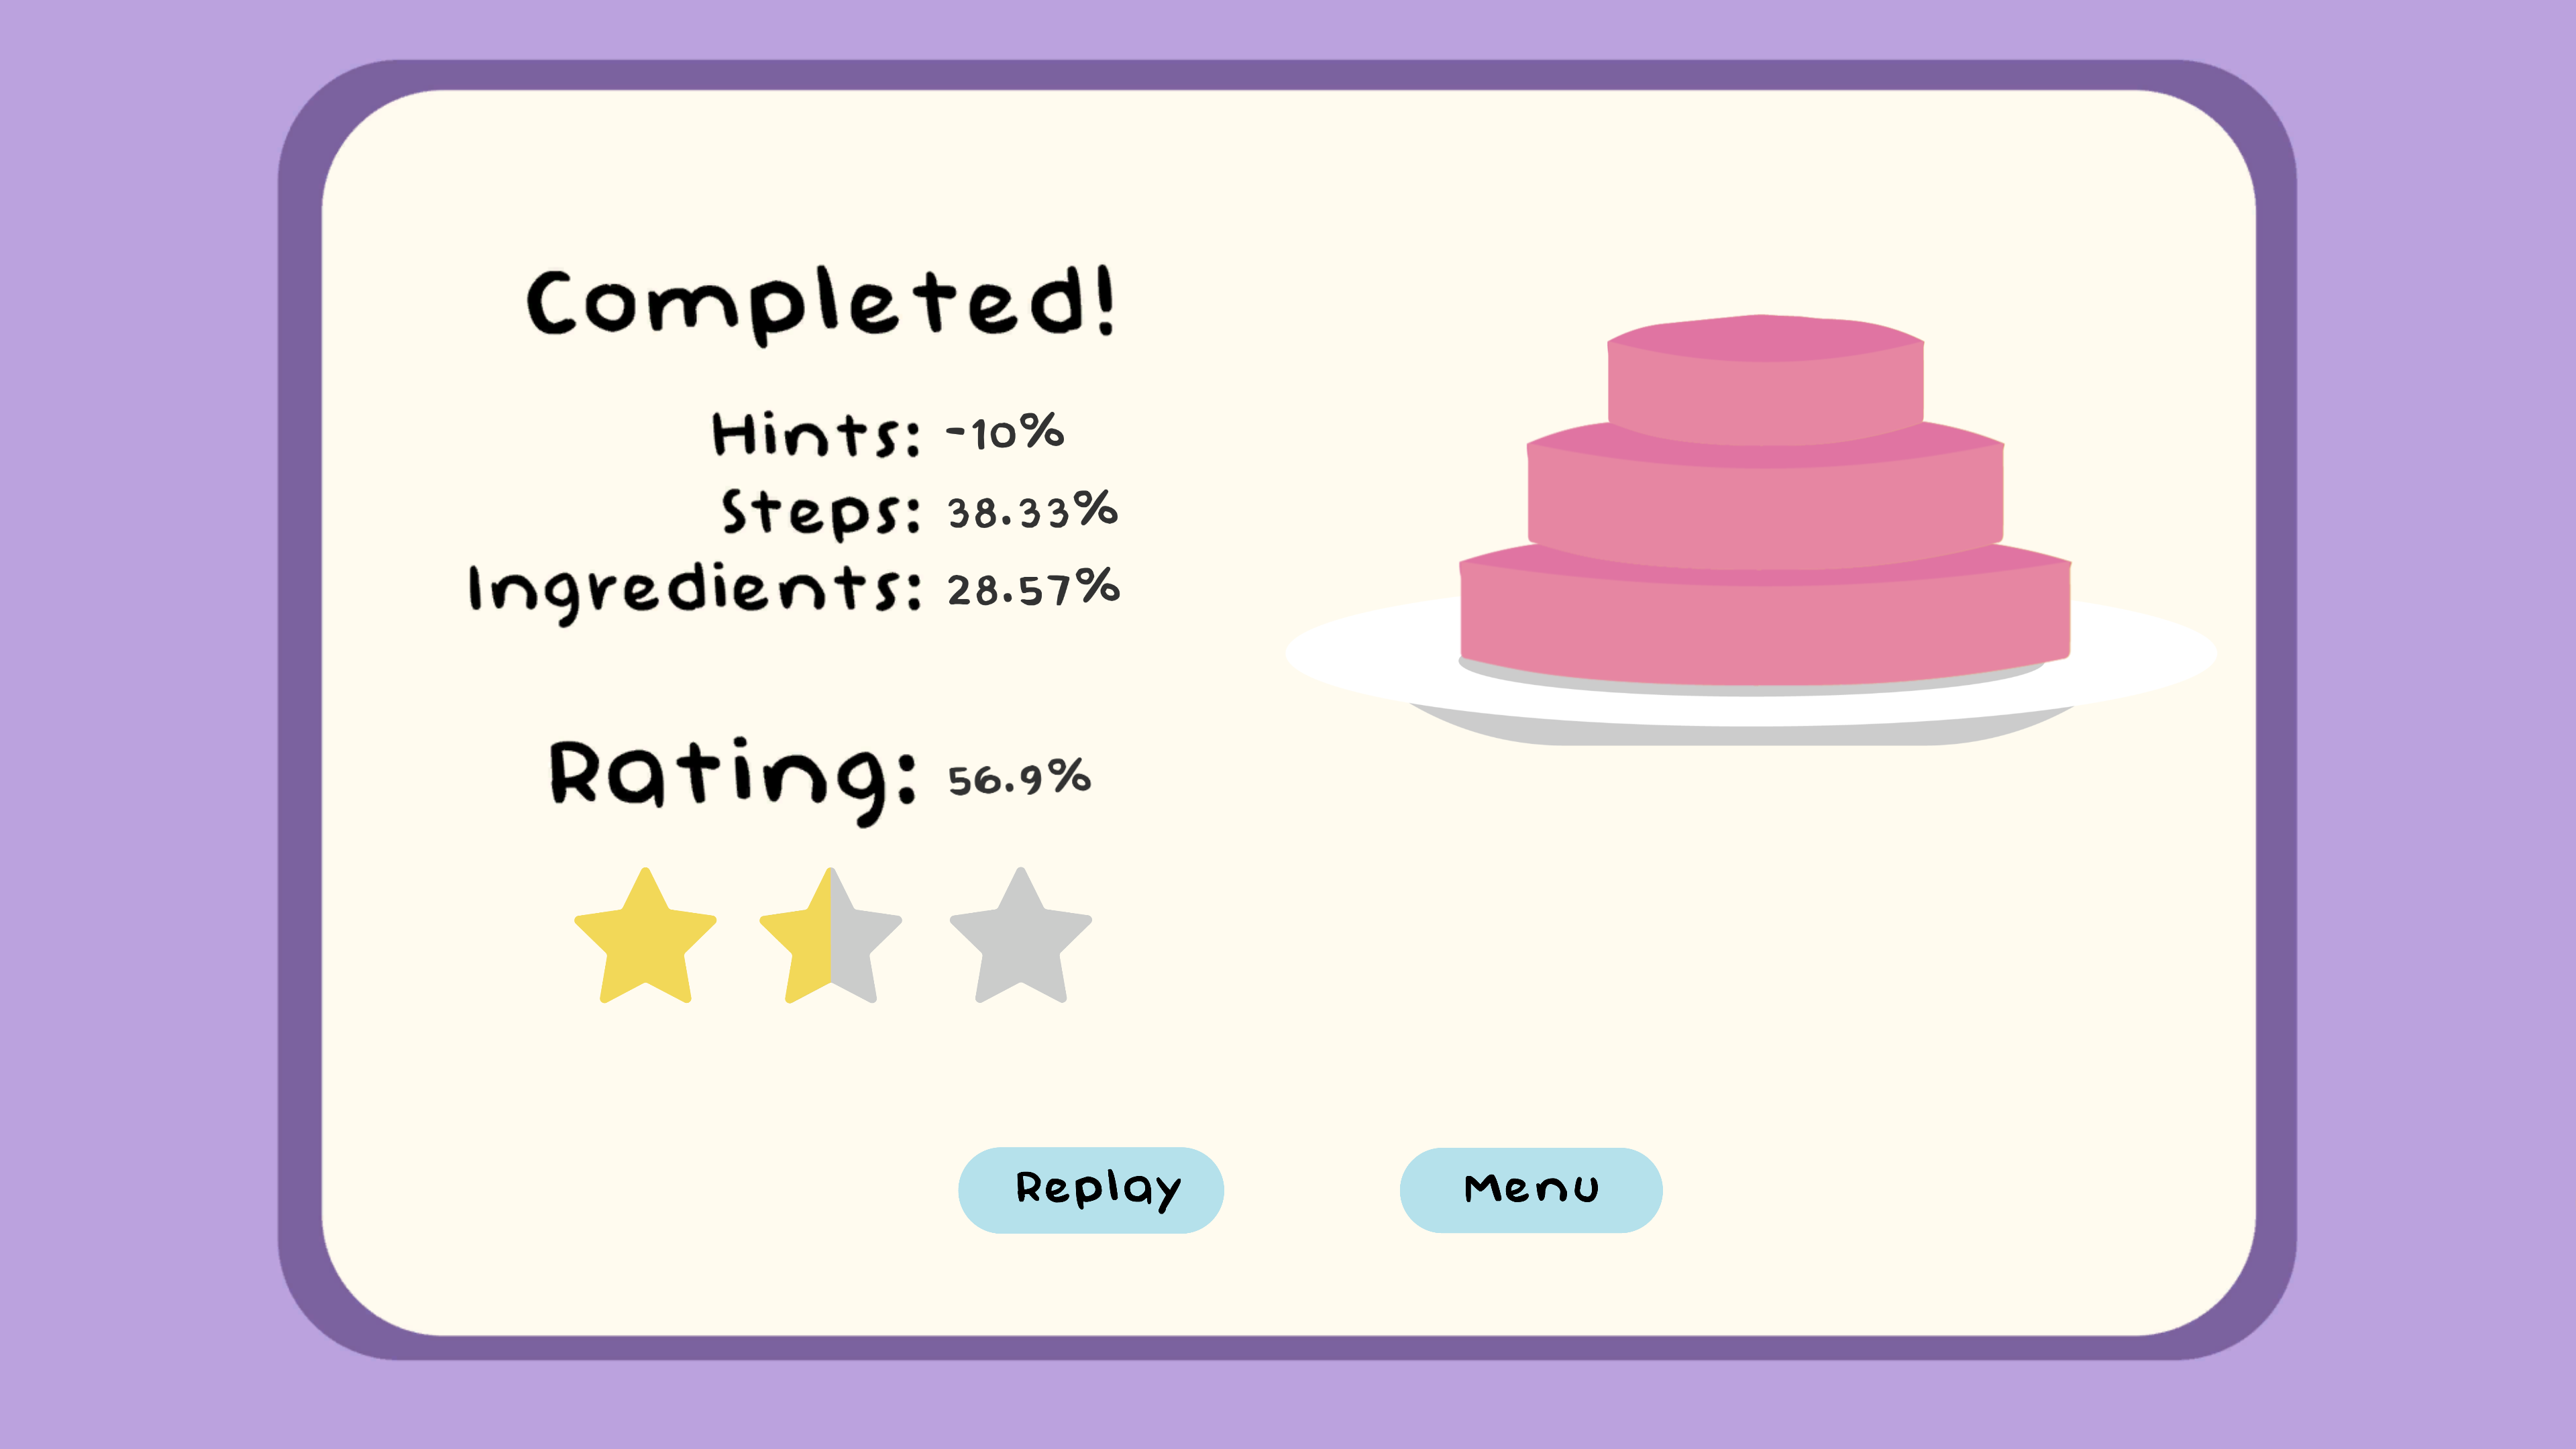 Completed!
Hints: -10%
Steps: 38.33%
Ingredients: 28.57%
Rating: 56.9%
Replay
Menu